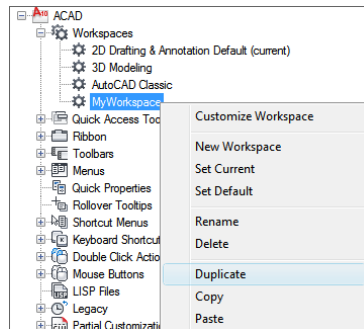 ACAD
Workspaces
2D Drafting & Annotation Default (current)
3D Modeling
AutoCAD Classic
MyWorkspace
Quick Access Too
Ribbon
Toolbars
Menus
Quick Properties
Rollover Tooltips
Shortcut Menus
Keyboard Shortcut
Double Click Actio
Mouse Buttons
LISP Files
Legacy
Partial Customizati
Customize Workspace
New Workspace
Set Current
Set Default
Rename
Delete
Duplicate
Copy
Paste